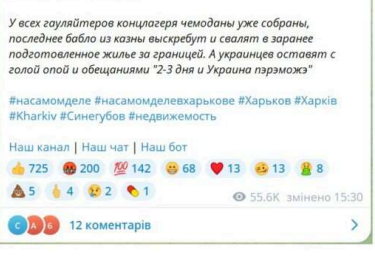 У всех гауляйтеров концлагеря чемоданы уже собраны,
последнее бабло из казны выскребут и свалят в заранее
подготовленное жилье за границей. А украинцев оставят с
голой опой и обещаниями "2-3 дня и Украина пэрэможэ"
#насамомделе #насамомделевхарькове #Харьков #Харків
#Kharkiv #Синегубов #недвижемость
Наш канал | Наш чат | Наш бот
👍 725 🤬 200 💯 142 😁 68 ❤ 13 🥴 13 🤮 8
💩 5 🖕 4 😢 2 💊 1 55.6K змінено 15:30
С А б 12 коментарів